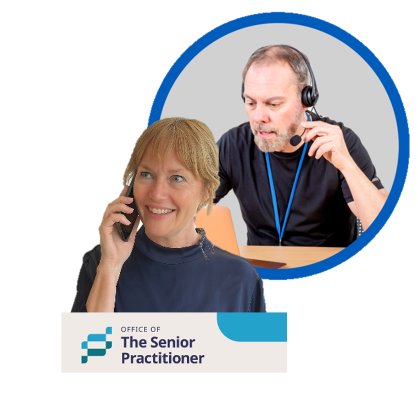 OFFICE OF
The Senior
Practitioner